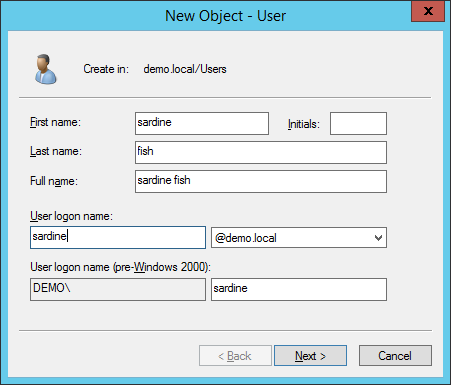 New Object - User
x
Create in: demo.local/Users
First name: sardine Initials:
Last name: fish
Full name: sardine fish
User logon name:
sardine @demo.local
User logon name (pre-Windows 2000):
DEMO\ sardine
< Back Next > Cancel